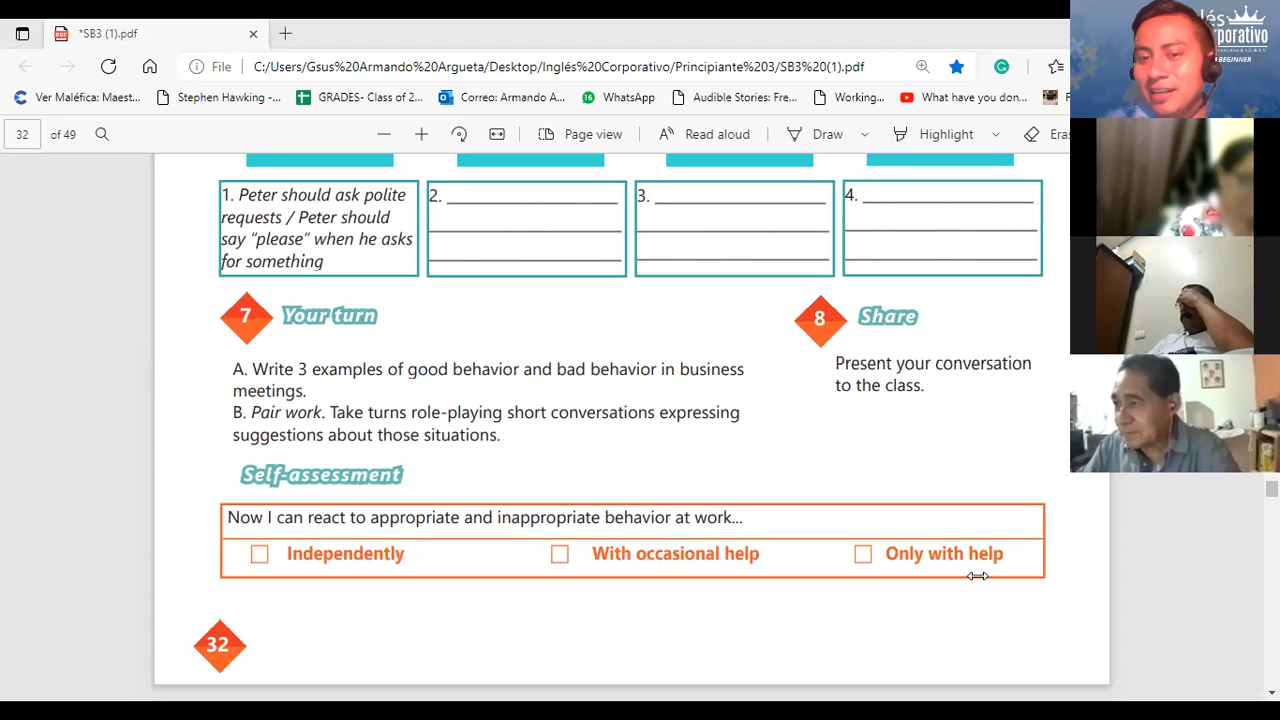 *SB3 (1).pdf
File
C:/Users/Gsus%20Armando%20Argueta/Desktop/Inglés%20Corporativo/Principiante%203/SB3%20(1).pdf
Ver Maléfica: Maest...
Stephen Hawking -...
GRADES- Class of 2...
Correo: Armando A...
16
WhatsApp
Audible Stories: Fre...
Working...
What have you don...
32
of 49
Page view
Read aloud
Draw
Highlight
Eras
1. Peter should ask polite
requests / Peter should
say “please” when he asks
for something
2. ____________________
3. ____________________
4. ____________________
7
Your turn
A. Write 3 examples of good behavior and bad behavior in business
meetings.
B. Pair work. Take turns role-playing short conversations expressing
suggestions about those situations.
8
Share
Present your conversation
to the class.
Self-assessment
Now I can react to appropriate and inappropriate behavior at work...
Independently
With occasional help
Only with help
32
BEGINNER